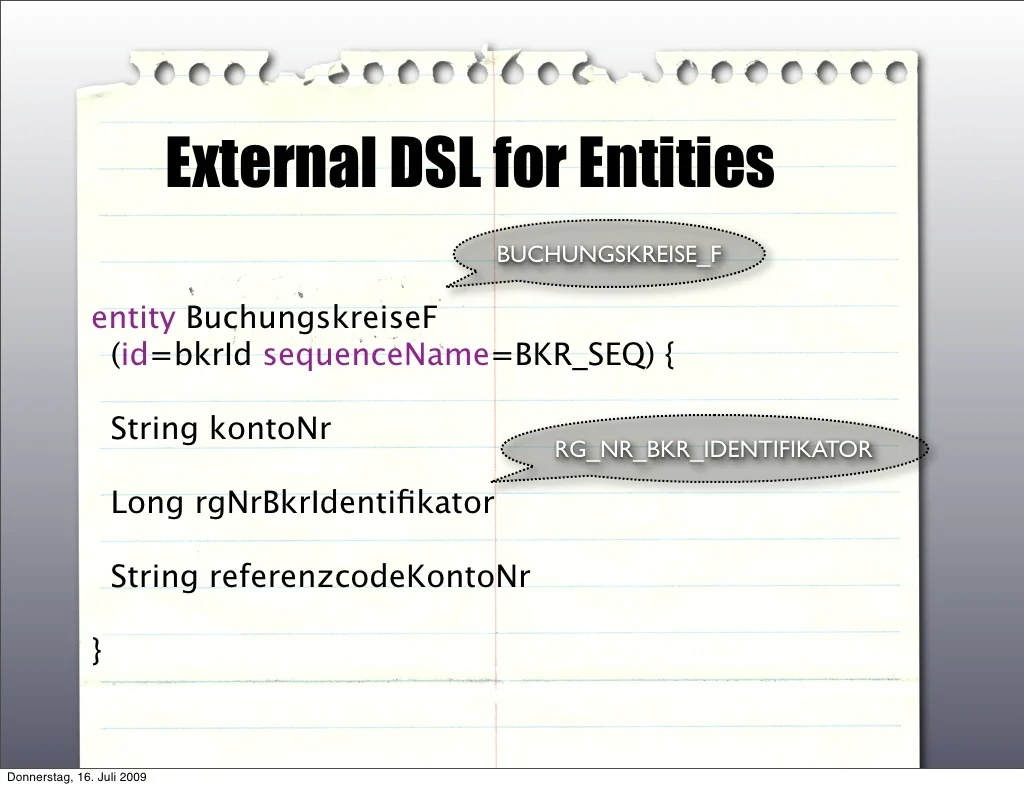 External DSL for Entities
BUCHUNGSKREISE_F
entity BuchungskreiseF
(id=bkrId sequenceName=BKR_SEQ) {
String kontoNr
RG_NR_BKR_IDENTIFIKATOR
Long rgNrBkrIdentifikator
String referenzcodeKontoNr
}
Donnerstag, 16. Juli 2009